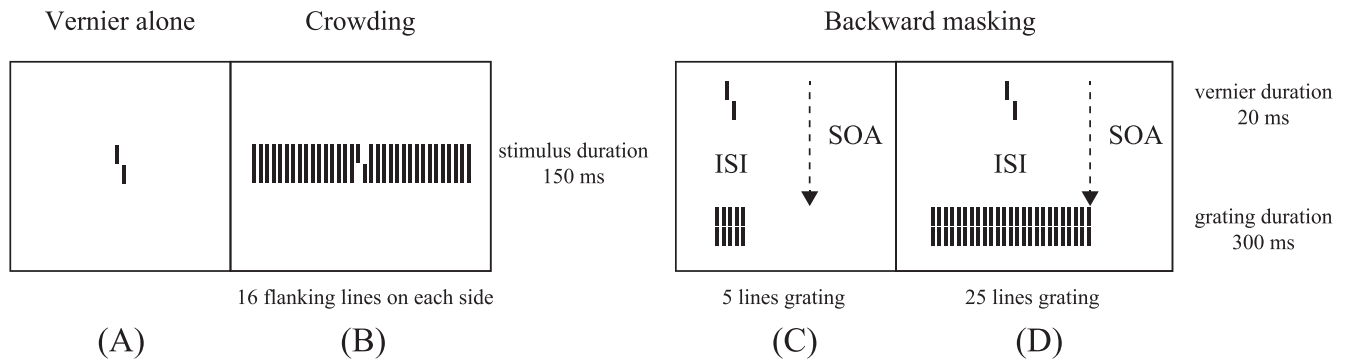 Vernier alone
Crowding
Backward masking
stimulus duration
150 ms
ISI
SOA
ISI
SOA
vernier duration
20 ms
grating duration
300 ms
16 flanking lines on each side
5 lines grating
25 lines grating
(A)
(B)
(C)
(D)